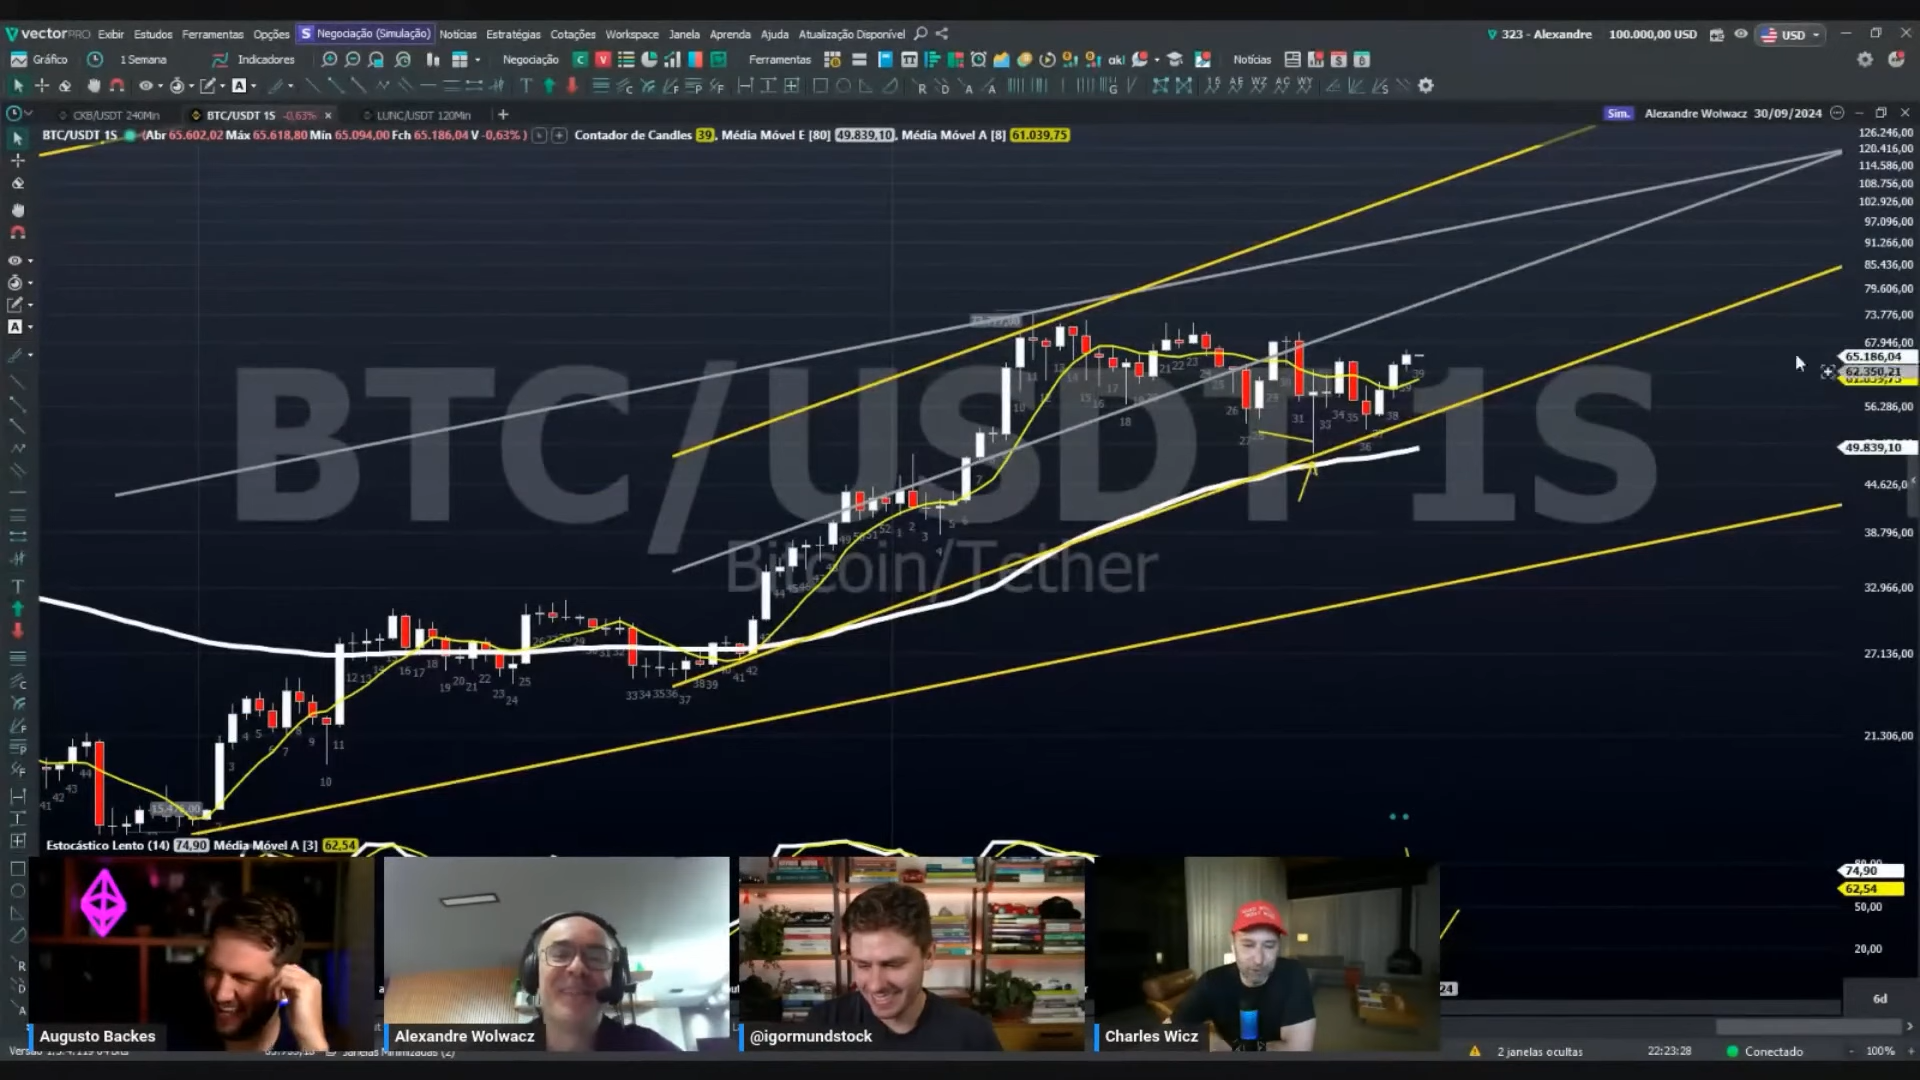 vectorPRO Exibir Estudos Ferramentas Opções S Negociação (Simulação) Notícias Estratégias Cotações Workspace Janela Aprenda Ajuda Atualização Disponível 323 - Alexandre 100.000,00 USD USD
Gráfico 1 Semana Indicadores Negociação Ferramentas Notícias
CKB/USDT 240Min BTC/USDT 1S -0,63% LUNC/USDT 120Min Sim. Alexandre Wolwacz 30/09/2024
BTC/USDT 1S (Abr 65.602,02 Máx 65.618,80 Mín 65.094,00 Fch 65.186,04 V -0,63% ) Contador de Candles 39, Média Móvel E [80] 49.839,10, Média Móvel A [8] 61.039,75
126.246,00
120.416,00
114.586,00
108.756,00
102.926,00
97.096,00
91.266,00
85.436,00
79.606,00
73.776,00
67.946,00
65.186,04
62.350,21
56.286,00
49.839,10
44.626,00
38.796,00
32.966,00
27.136,00
21.306,00
BTC/USDT 1S
Bitcoin/Tether
15.476,00
Estocástico Lento (14) 74,90 Média Móvel A [3] 62,54
74,90
62,54
50,00
20,00
6d
Augusto Backes
Alexandre Wolwacz
@igormundstock
Charles Wicz
2 janelas ocultas 22:23:28 Conectado 100%